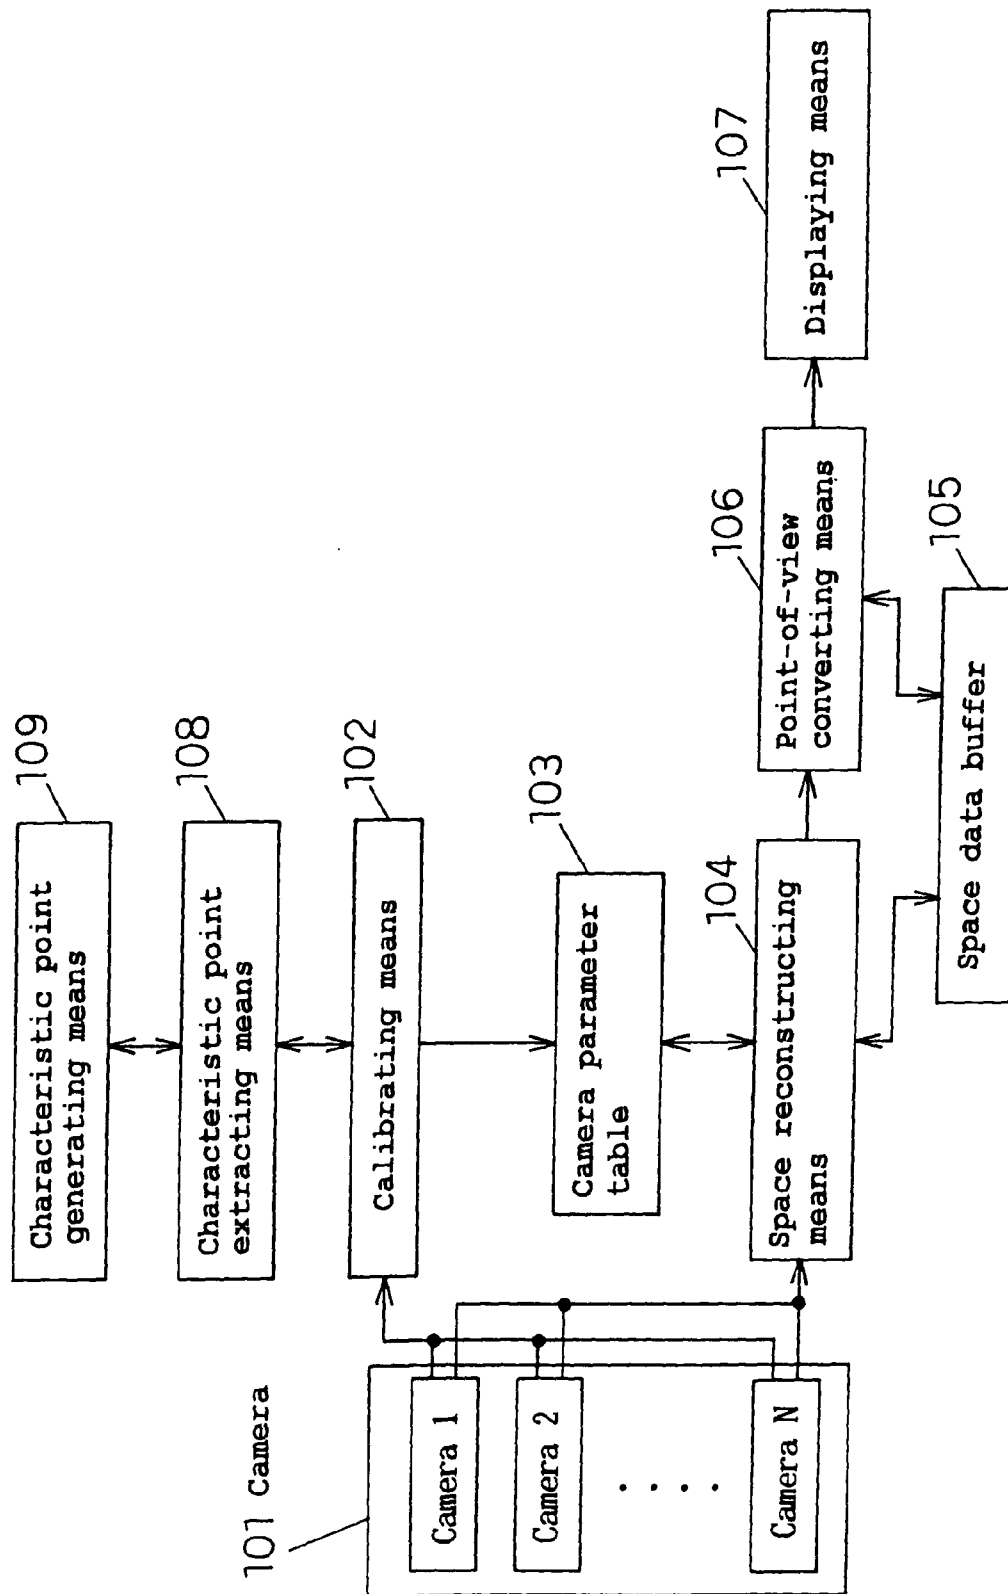 109
Characteristic point
generating means
108
Characteristic point
extracting means
102
Calibrating means
103
Camera parameter
table
101 Camera
Camera 1
Camera 2
. . . .
Camera N
104
Space reconstructing
means
106
Point-of-view
converting means
107
Displaying means
105
Space data buffer